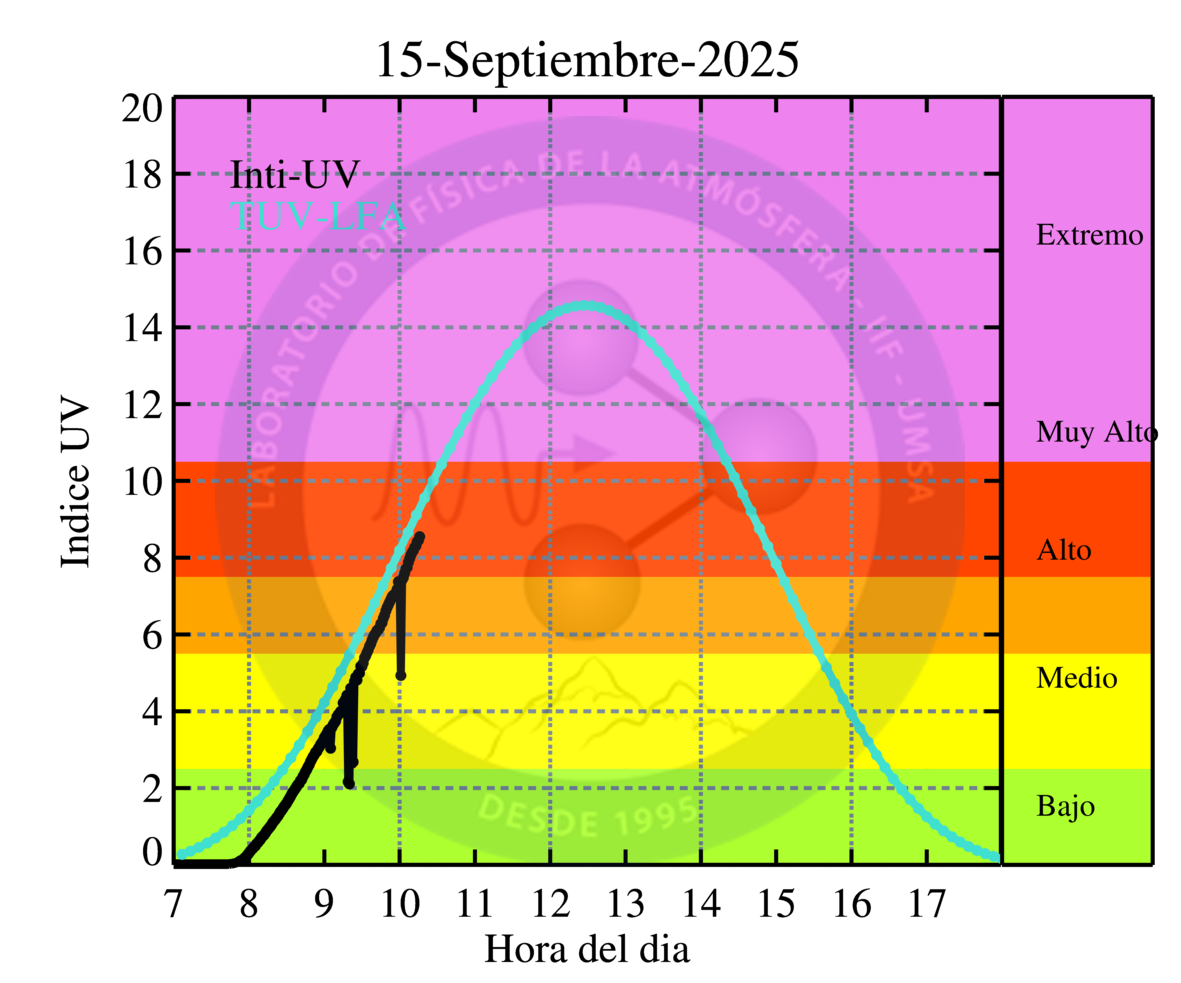 15-Septiembre-2025
Inti-UV
TUV-LFA
LABORATORIO DE FÍSICA DE LA ATMÓSFERA - IIF - UMSA
DESDE 1995
Indice UV
20
18
16
14
12
10
8
6
4
2
0
Extremo
Muy Alto
Alto
Medio
Bajo
7 8 9 10 11 12 13 14 15 16 17
Hora del dia